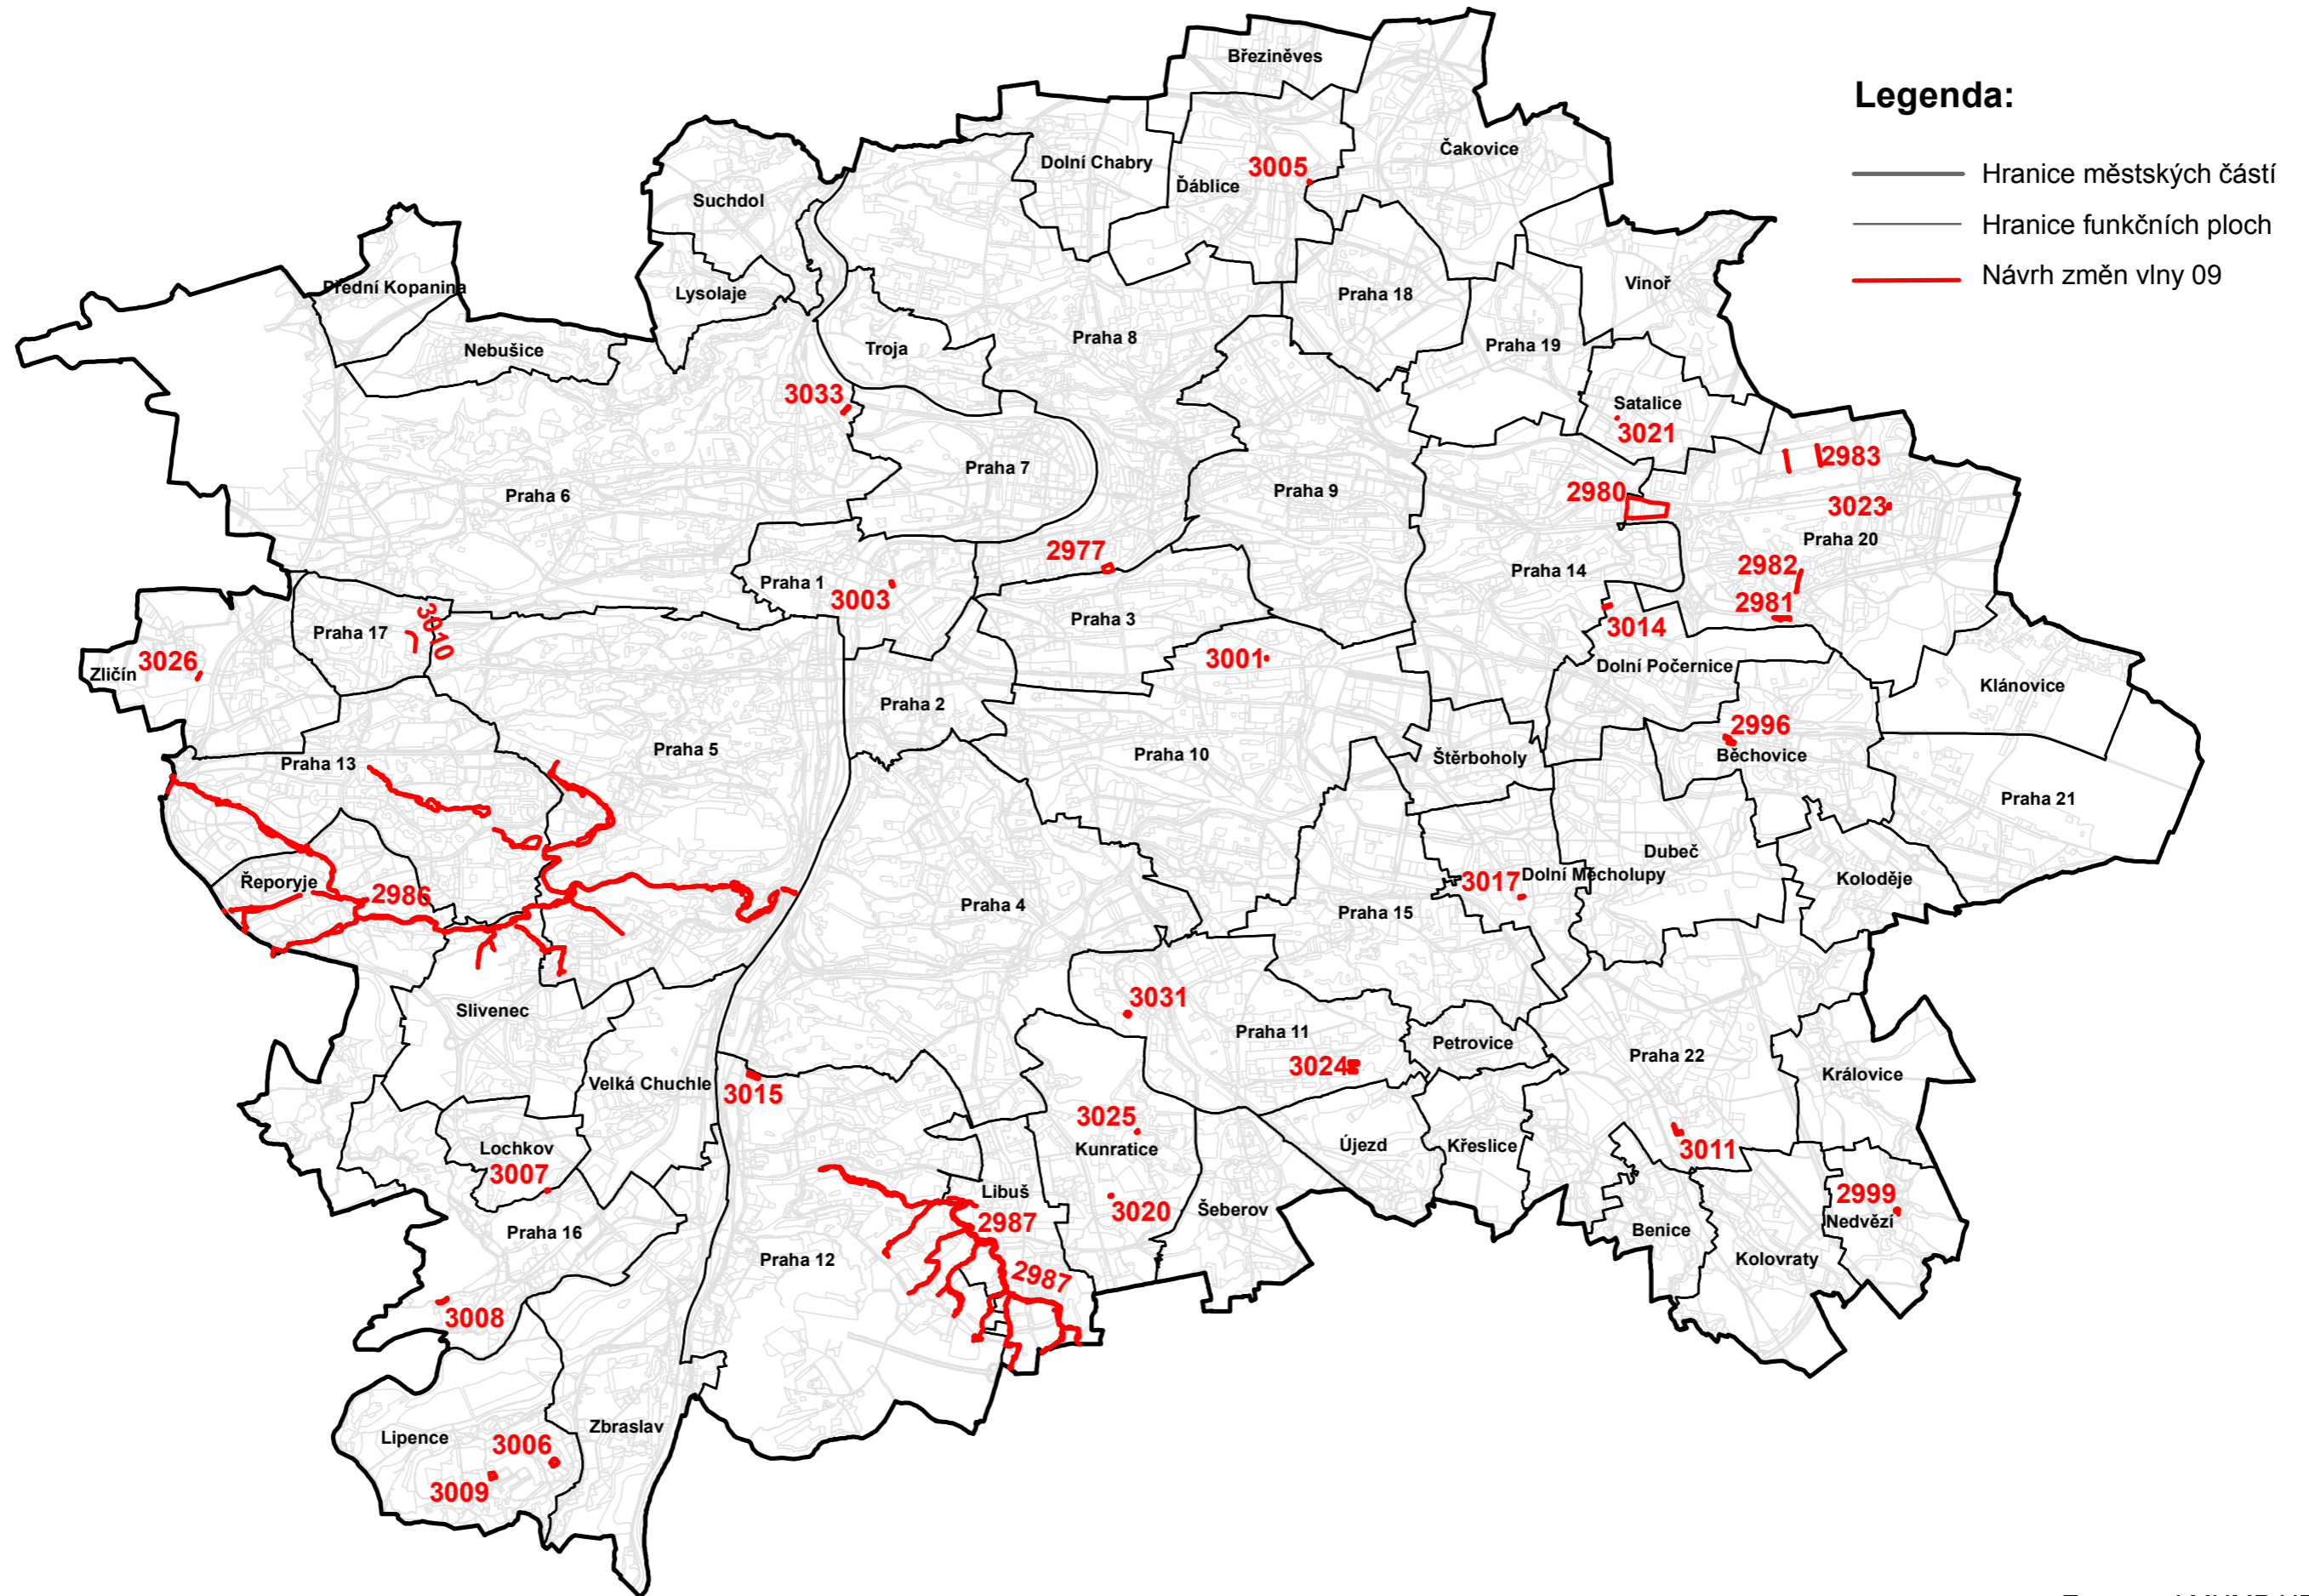 Březiněves
Legenda:
Čakovice
Dolní Chabry
3005
Hranice městských částí
Ďáblice
Suchdol
Hranice funkčních ploch
Návrh změn vlny 09
Přední Kopanina
Lysolaje
Praha 18
Vinoř
Nebušice
Troja
Praha 8
Praha 19
3033
Satalice
3021
2983
Praha 7
Praha 6
Praha 9
2980
3023
Praha 20
2977
2982
Praha 1
3003
Praha 14
2981
3010
Praha 17
Praha 3
3014
3026
Zličín
3001
Dolní Počernice
Klánovice
Praha 2
2996
Běchovice
Praha 5
Praha 10
Štěrboholy
Praha 13
Praha 21
Dubeč
Řeporyje
2986
3017
Dolní Měcholupy
Koloděje
Praha 4
Praha 15
3031
Slivenec
Praha 11
Petrovice
3024
Praha 22
Královice
Velká Chuchle
3015
3025
Kunratice
Újezd
Křeslice
3011
Lochkov
3007
Libuš
2987
3020
Šeberov
2999
Nedvězí
Praha 16
Praha 12
Benice
Kolovraty
2987
3008
Lipence
Zbraslav
3006
3009